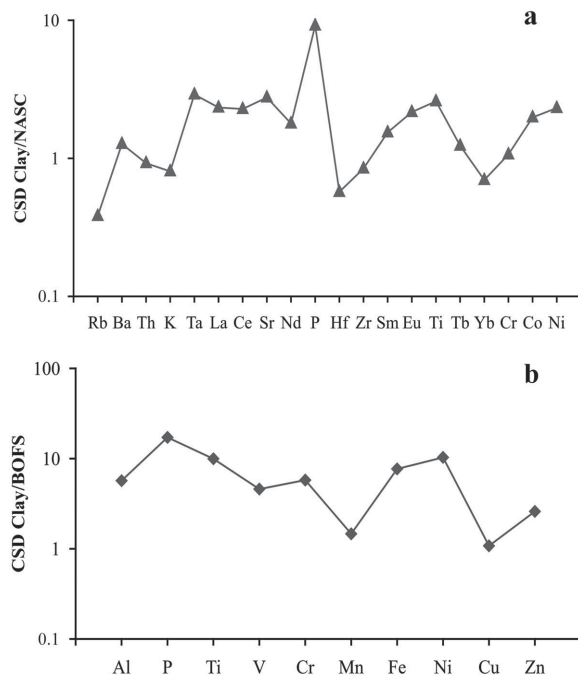 a
CSD Clay/NASC
10
1
0.1
Rb Ba Th K Ta La Ce Sr Nd P Hf Zr Sm Eu Ti Tb Yb Cr Co Ni
b
CSD Clay/BOFS
100
10
1
0.1
Al P Ti V Cr Mn Fe Ni Cu Zn